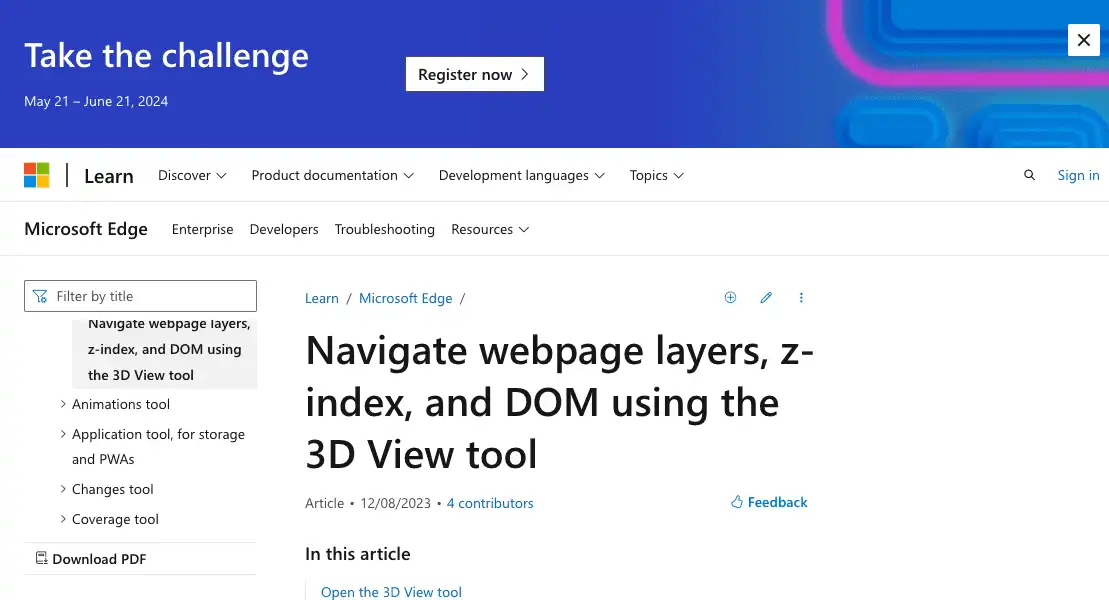 Take the challenge
Register now
May 21 – June 21, 2024
Learn
Discover
Product documentation
Development languages
Topics
Sign in
Microsoft Edge
Enterprise
Developers
Troubleshooting
Resources
Filter by title
Navigate webpage layers,
z-index, and DOM using
the 3D View tool
Animations tool
Application tool, for storage
and PWAs
Changes tool
Coverage tool
Download PDF
Learn / Microsoft Edge /
Navigate webpage layers, z-
index, and DOM using the
3D View tool
Article • 12/08/2023 • 4 contributors
Feedback
In this article
Open the 3D View tool